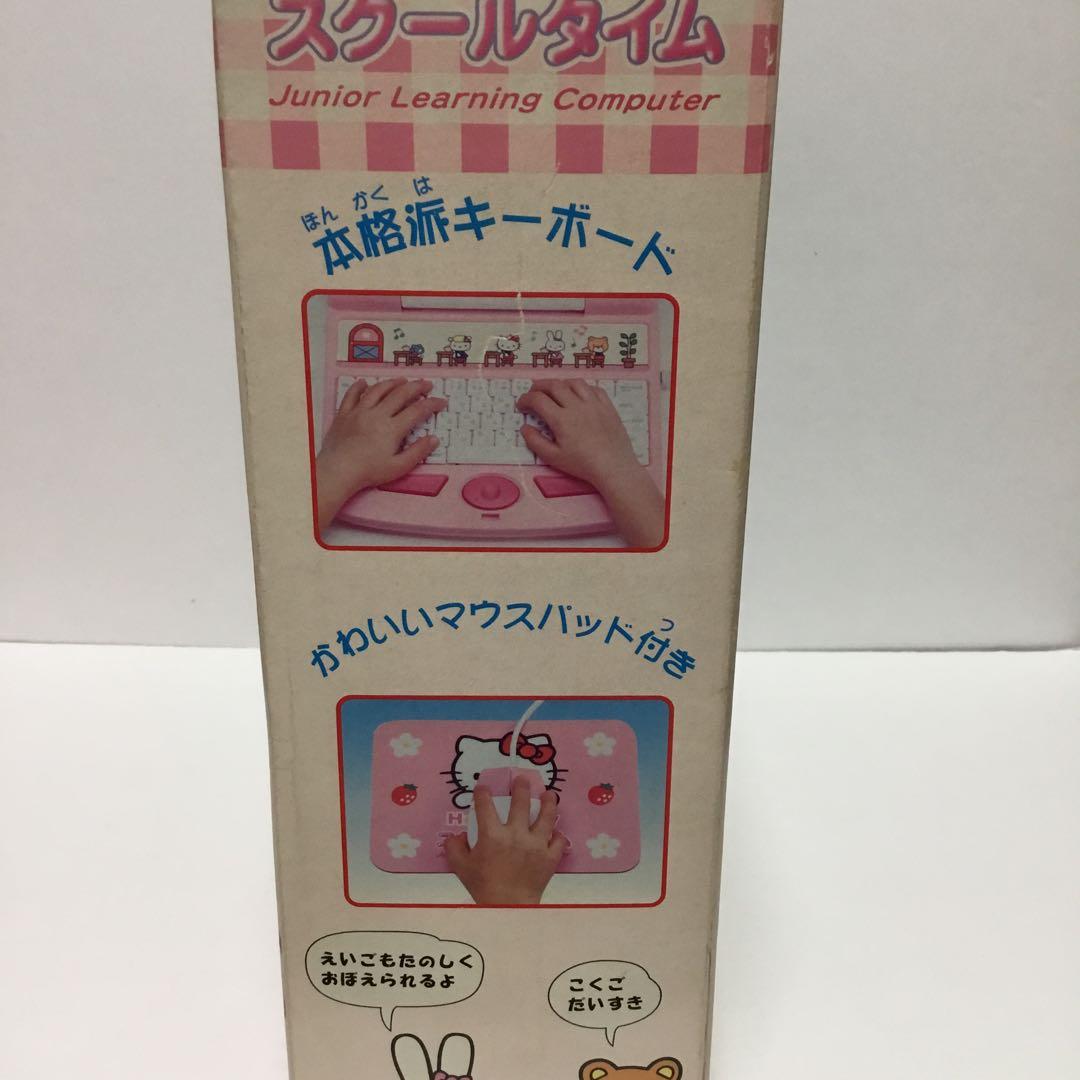 スクールタイム
Junior Learning Computer
ほん かく は
本格派キーボード
つ
かわいいマウスパッド付き
えいごもたのしく
おぼえられるよ
こくご
だいすき